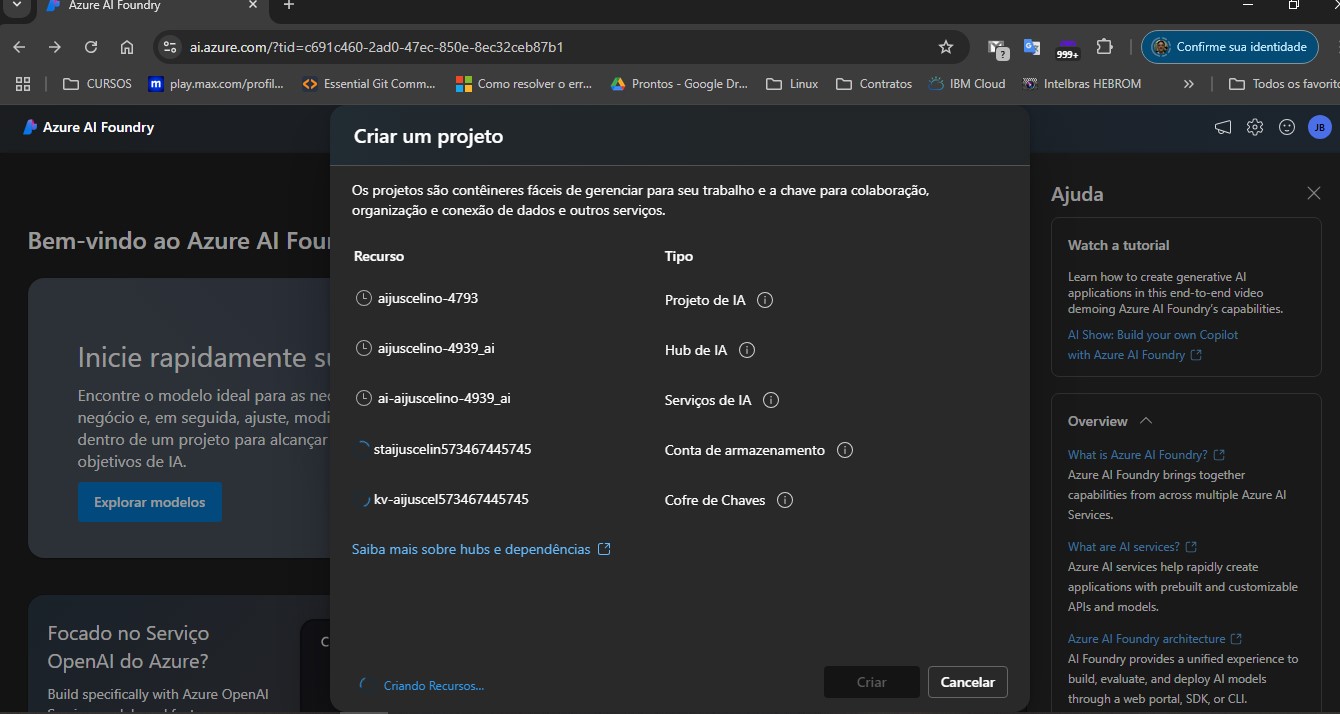 Azure AI Foundry
ai.azure.com/?tid=c691c460-2ad0-47ec-850e-8ec32ceb87b1
?
999+
Confirme sua identidade
CURSOS
m
play.max.com/profil...
Essential Git Comm...
Como resolver o err...
Prontos - Google Dr...
Linux
Contratos
IBM Cloud
Intelbras HEBROM
»
Todos os favorito
Azure AI Foundry
JB
Bem-vindo ao Azure AI Four
Inicie rapidamente su
Encontre o modelo ideal para as nec
negócio e, em seguida, ajuste, modi
dentro de um projeto para alcançar
objetivos de IA.
Explorar modelos
Focado no Serviço
OpenAI do Azure?
Build specifically with Azure OpenAI
C
Criar um projeto
Os projetos são contêineres fáceis de gerenciar para seu trabalho e a chave para colaboração,
organização e conexão de dados e outros serviços.
Recurso
Tipo
aijuscelino-4793
Projeto de IA
aijuscelino-4939_ai
Hub de IA
ai-aijuscelino-4939_ai
Serviços de IA
staijuscelin573467445745
Conta de armazenamento
kv-aijuscel573467445745
Cofre de Chaves
Saiba mais sobre hubs e dependências
Criando Recursos...
Criar
Cancelar
Ajuda
Watch a tutorial
Learn how to create generative AI
applications in this end-to-end video
demoing Azure AI Foundry's capabilities.
AI Show: Build your own Copilot
with Azure AI Foundry
Overview
What is Azure AI Foundry?
Azure AI Foundry brings together
capabilities from across multiple Azure AI
Services.
What are AI services?
Azure AI services help rapidly create
applications with prebuilt and customizable
APIs and models.
Azure AI Foundry architecture
AI Foundry provides a unified experience to
build, evaluate, and deploy AI models
through a web portal, SDK, or CLI.